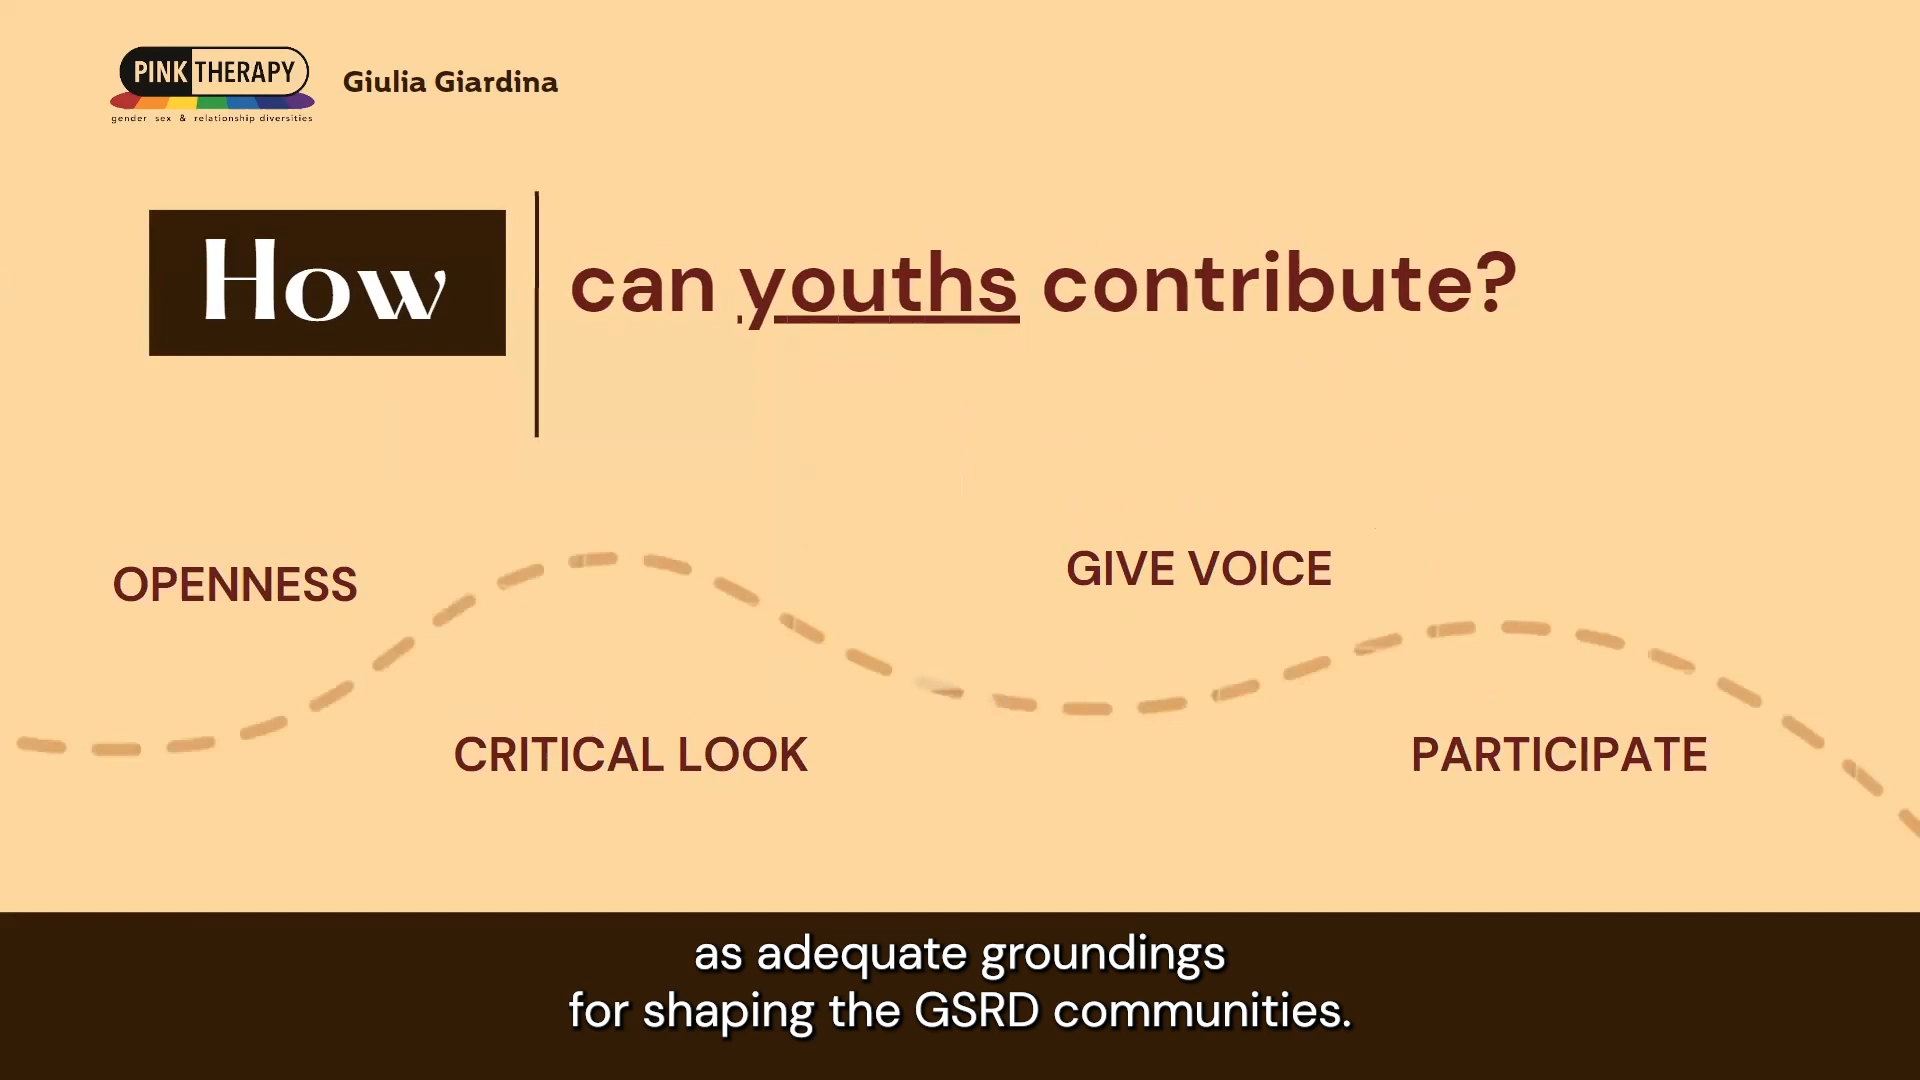 PINK THERAPY
gender sex & relationship diversities
Giulia Giardina
How can youths contribute?
OPENNESS
GIVE VOICE
CRITICAL LOOK
PARTICIPATE
as adequate groundings
for shaping the GSRD communities.